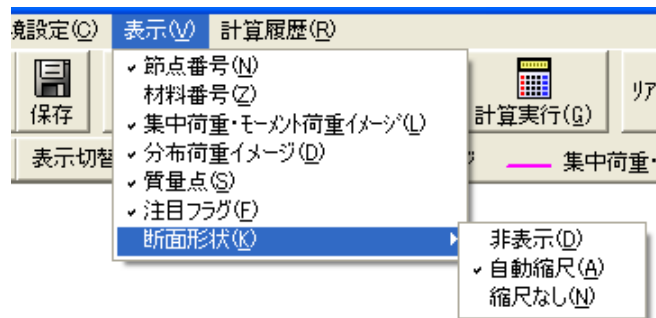 境設定(C) 表示(V) 計算履歴(R)
節点番号(N)
保存
材料番号(Z)
集中荷重・モーメント荷重イメージ(L)
計算実行(G)
リア
分布荷重イメージ(D)
表示切替
集中荷重・
質量点(S)
注目フラグ(F)
断面形状(K)
非表示(D)
自動縮尺(A)
縮尺なし(N)